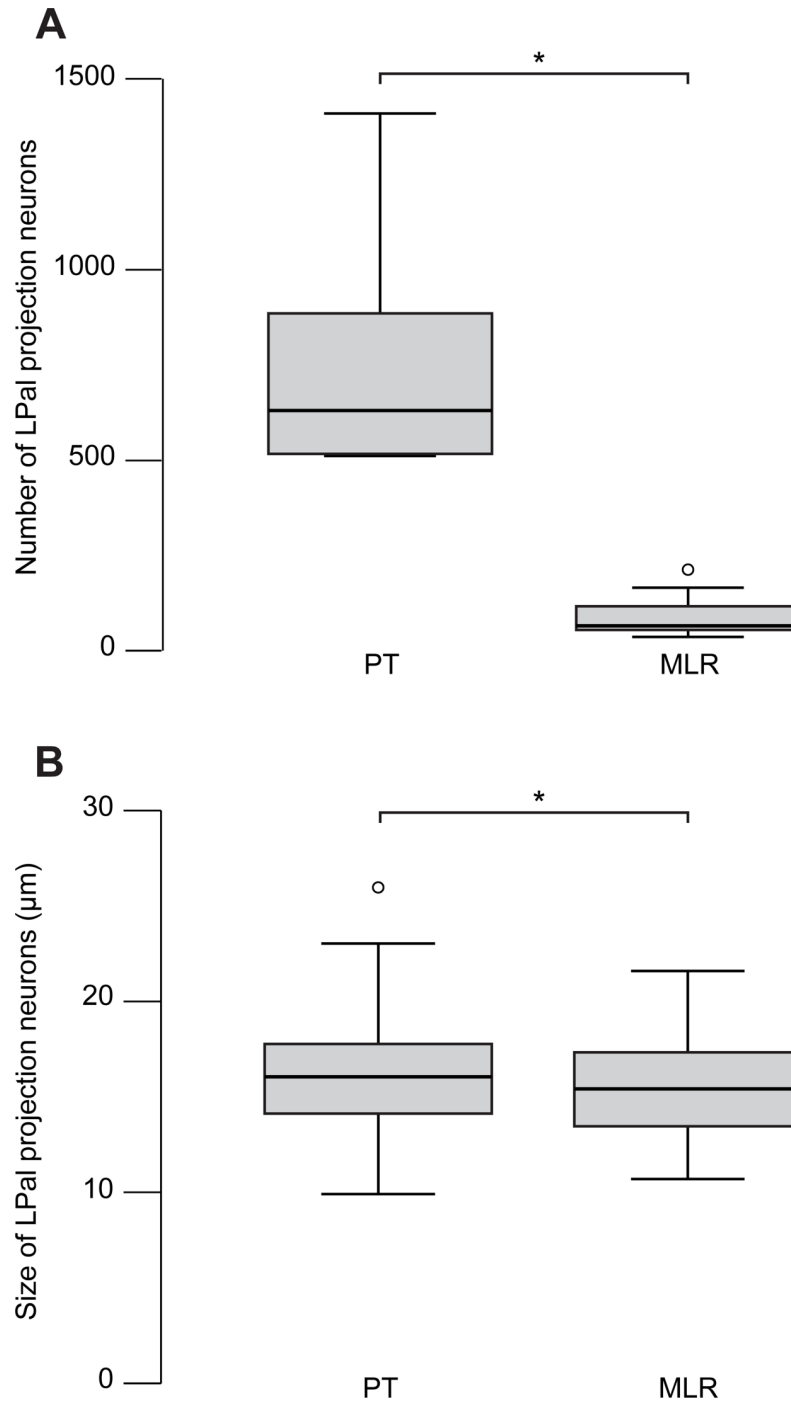 A
*
1500
1000
500
0
Number of LPal projection neurons
PT MLR
B
*
30
20
10
0
Size of LPal projection neurons (µm)
PT MLR